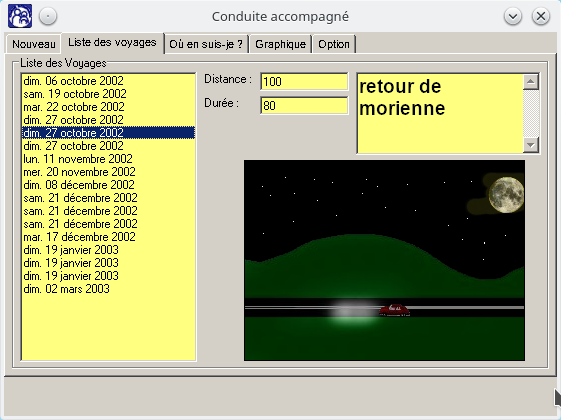 Conduite accompagné
Nouveau
Liste des voyages
Où en suis-je ?
Graphique
Option
Liste des Voyages
dim. 06 octobre 2002
sam. 19 octobre 2002
mar. 22 octobre 2002
dim. 27 octobre 2002
dim. 27 octobre 2002
dim. 27 octobre 2002
lun. 11 novembre 2002
mer. 20 novembre 2002
dim. 08 décembre 2002
sam. 21 décembre 2002
sam. 21 décembre 2002
sam. 21 décembre 2002
mar. 17 décembre 2002
dim. 19 janvier 2003
dim. 19 janvier 2003
dim. 19 janvier 2003
dim. 02 mars 2003
Distance :
100
Durée :
80
retour de
morienne